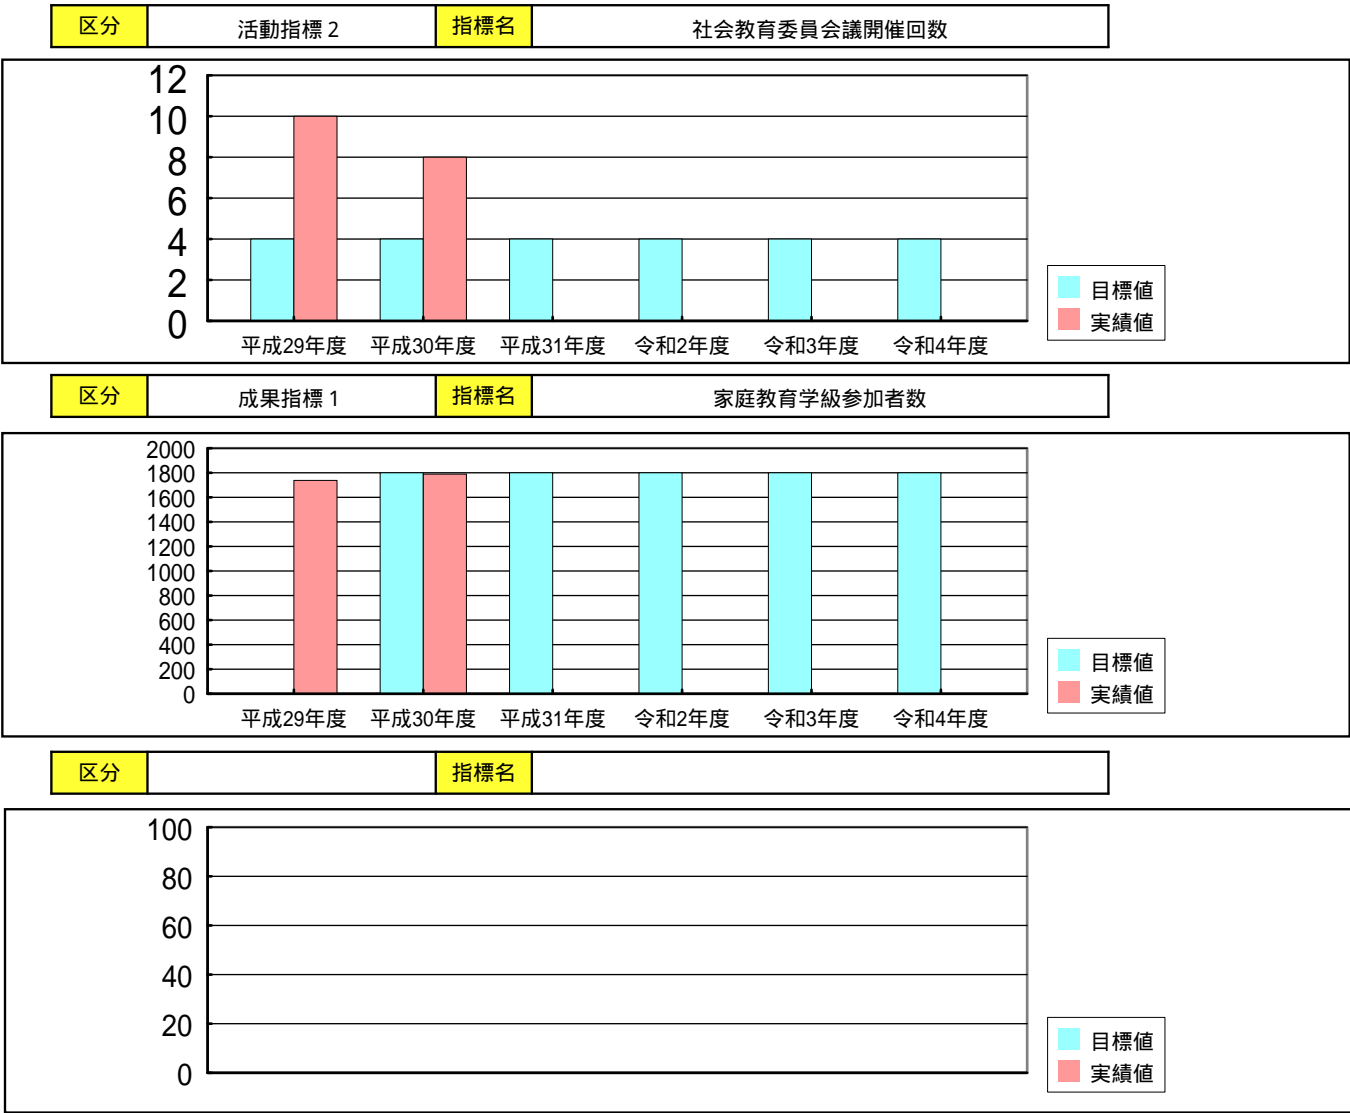 区分 活動指標２ 指標名 社会教育委員会議開催回数
12
10
8
6
4
2
0
平成29年度 平成30年度 平成31年度 令和2年度 令和3年度 令和4年度
目標値
実績値
区分 成果指標１ 指標名 家庭教育学級参加者数
2000
1800
1600
1400
1200
1000
800
600
400
200
0
平成29年度 平成30年度 平成31年度 令和2年度 令和3年度 令和4年度
目標値
実績値
区分 指標名
100
80
60
40
20
0
目標値
実績値